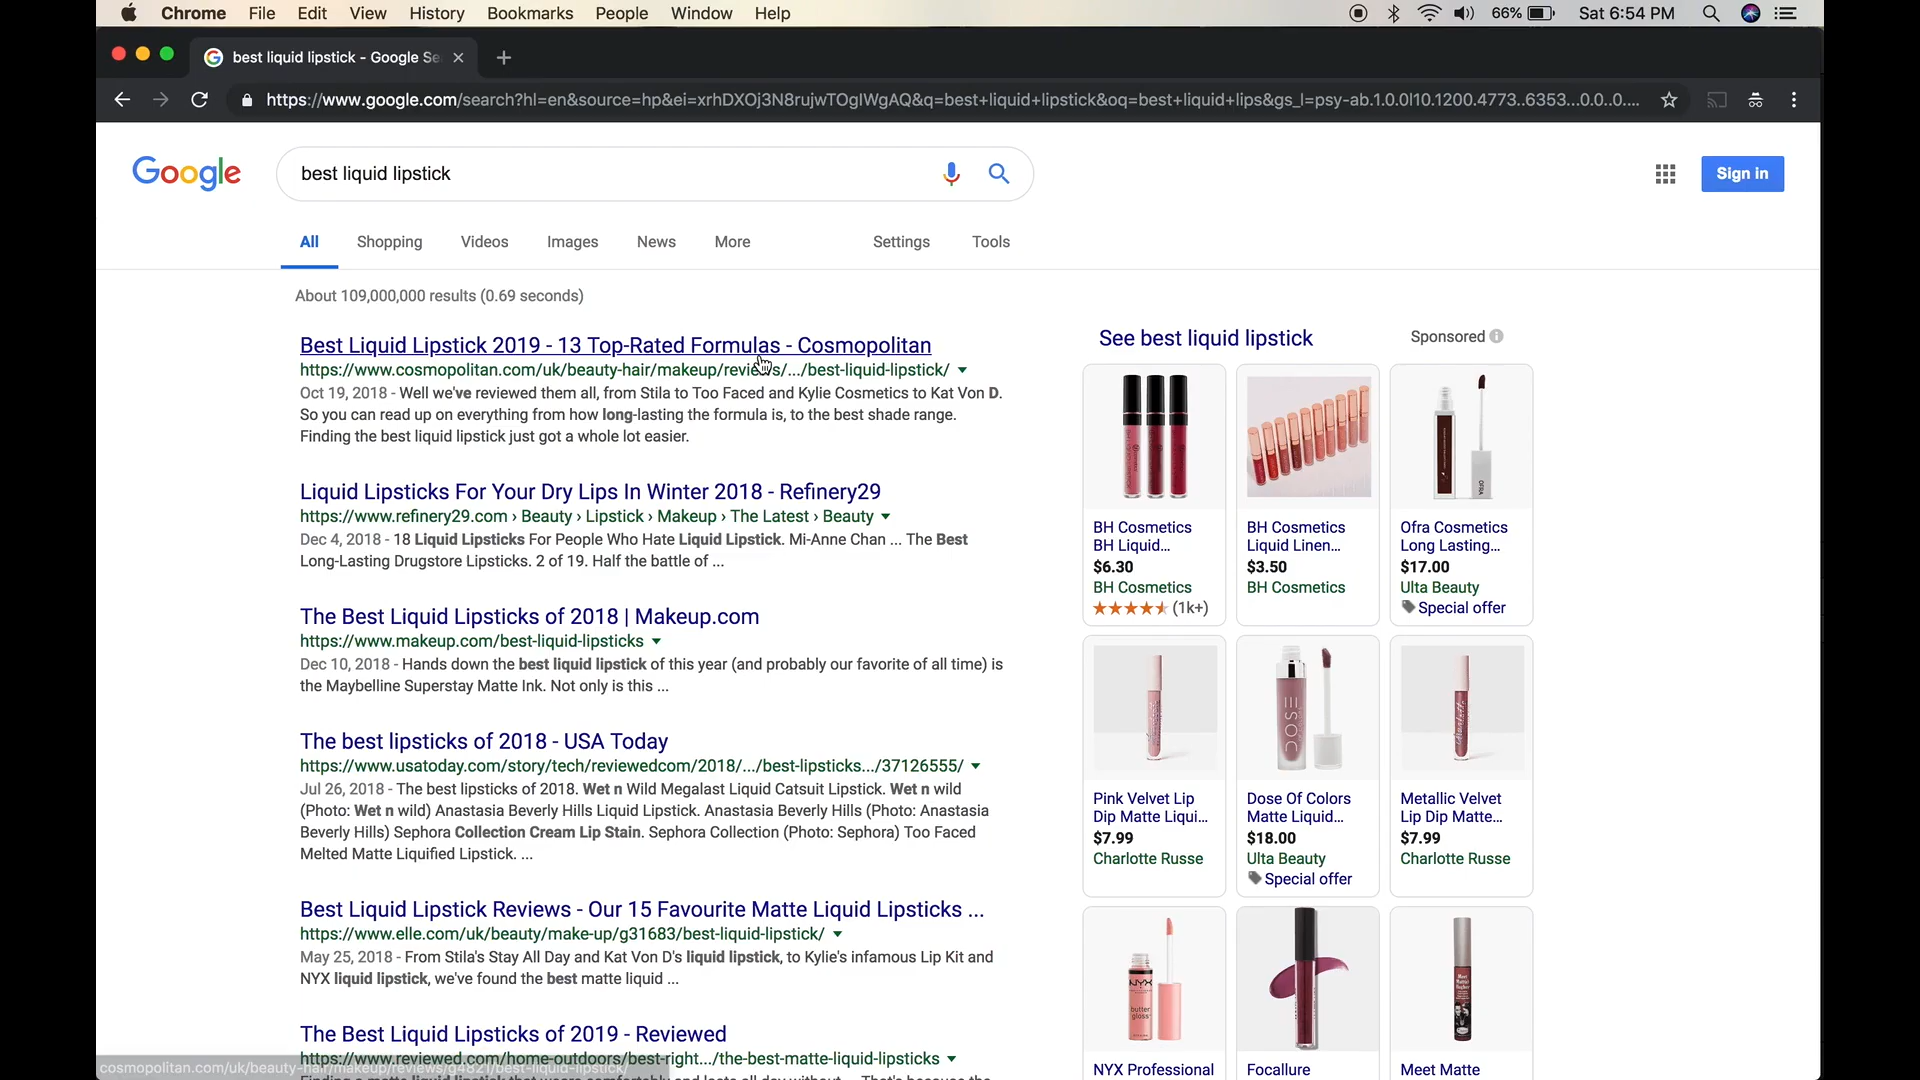 Chrome File Edit View History Bookmarks People Window Help
66% Sat 6:54 PM
best liquid lipstick - Google Se
https://www.google.com/search?hl=en&source=hp&ei=xrhDXOj3N8rujwTOgIWgAQ&q=best+liquid+lipstick&oq=best+liquid+lips&gs_l=psy-ab.1.0.0l10.1200.4773..6353...0.0..0....
Google
best liquid lipstick
Sign in
All Shopping Videos Images News More Settings Tools
About 109,000,000 results (0.69 seconds)
Best Liquid Lipstick 2019 - 13 Top-Rated Formulas - Cosmopolitan
https://www.cosmopolitan.com/uk/beauty-hair/makeup/reviews/.../best-liquid-lipstick/
Oct 19, 2018 - Well we've reviewed them all, from Stila to Too Faced and Kylie Cosmetics to Kat Von D.
So you can read up on everything from how long-lasting the formula is, to the best shade range.
Finding the best liquid lipstick just got a whole lot easier.
Liquid Lipsticks For Your Dry Lips In Winter 2018 - Refinery29
https://www.refinery29.com › Beauty › Lipstick › Makeup › The Latest › Beauty
Dec 4, 2018 - 18 Liquid Lipsticks For People Who Hate Liquid Lipstick. Mi-Anne Chan ... The Best
Long-Lasting Drugstore Lipsticks. 2 of 19. Half the battle of ...
The Best Liquid Lipsticks of 2018 | Makeup.com
https://www.makeup.com/best-liquid-lipsticks
Dec 10, 2018 - Hands down the best liquid lipstick of this year (and probably our favorite of all time) is
the Maybelline Superstay Matte Ink. Not only is this ...
The best lipsticks of 2018 - USA Today
https://www.usatoday.com/story/tech/reviewedcom/2018/.../best-lipsticks.../37126555/
Jul 26, 2018 - The best lipsticks of 2018. Wet n Wild Megalast Liquid Catsuit Lipstick. Wet n wild
(Photo: Wet n wild) Anastasia Beverly Hills Liquid Lipstick. Anastasia Beverly Hills (Photo: Anastasia
Beverly Hills) Sephora Collection Cream Lip Stain. Sephora Collection (Photo: Sephora) Too Faced
Melted Matte Liquified Lipstick. ...
Best Liquid Lipstick Reviews - Our 15 Favourite Matte Liquid Lipsticks ...
https://www.elle.com/uk/beauty/make-up/g31683/best-liquid-lipstick/
May 25, 2018 - From Stila's Stay All Day and Kat Von D's liquid lipstick, to Kylie's infamous Lip Kit and
NYX liquid lipstick, we've found the best matte liquid ...
The Best Liquid Lipsticks of 2019 - Reviewed
https://www.reviewed.com/home-outdoors/best-right.../the-best-matte-liquid-lipsticks
cosmopolitan.com/uk/beauty-hair/makeup/reviews/g4821/best-liquid-lipstick/
See best liquid lipstick
Sponsored
BH Cosmetics
BH Liquid...
$6.30
BH Cosmetics
(1k+)
BH Cosmetics
Liquid Linen...
$3.50
BH Cosmetics
OFRA
Ofra Cosmetics
Long Lasting...
$17.00
Ulta Beauty
Special offer
Pink Velvet Lip
Dip Matte Liqui...
$7.99
Charlotte Russe
DOSE
Dose Of Colors
Matte Liquid...
$18.00
Ulta Beauty
Special offer
Metallic Velvet
Lip Dip Matte...
$7.99
Charlotte Russe
NYX
butter
gloss
NYX Professional
Focallure
Meet
Matt(e)
Hughes
Meet Matte